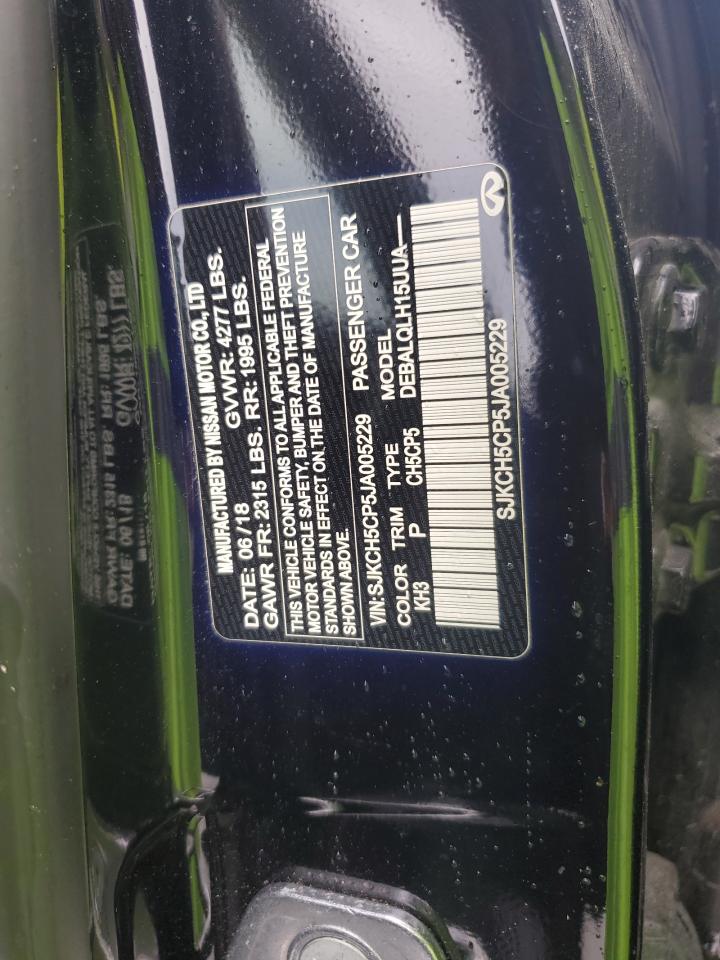 MANUFACTURED BY NISSAN MOTOR CO., LTD
DATE: 06/18 GVWR: 4277 LBS.
GAWR FR: 2315 LBS. RR: 1995 LBS.
THIS VEHICLE CONFORMS TO ALL APPLICABLE FEDERAL
MOTOR VEHICLE SAFETY, BUMPER AND THEFT PREVENTION
STANDARDS IN EFFECT ON THE DATE OF MANUFACTURE
SHOWN ABOVE.
VIN:SJKCH5CP5JA005229 PASSENGER CAR
COLOR TRIM TYPE MODEL
KH3 P CH5CP5 DEBALQLH15UUA—
SJKCH5CP5JA005229